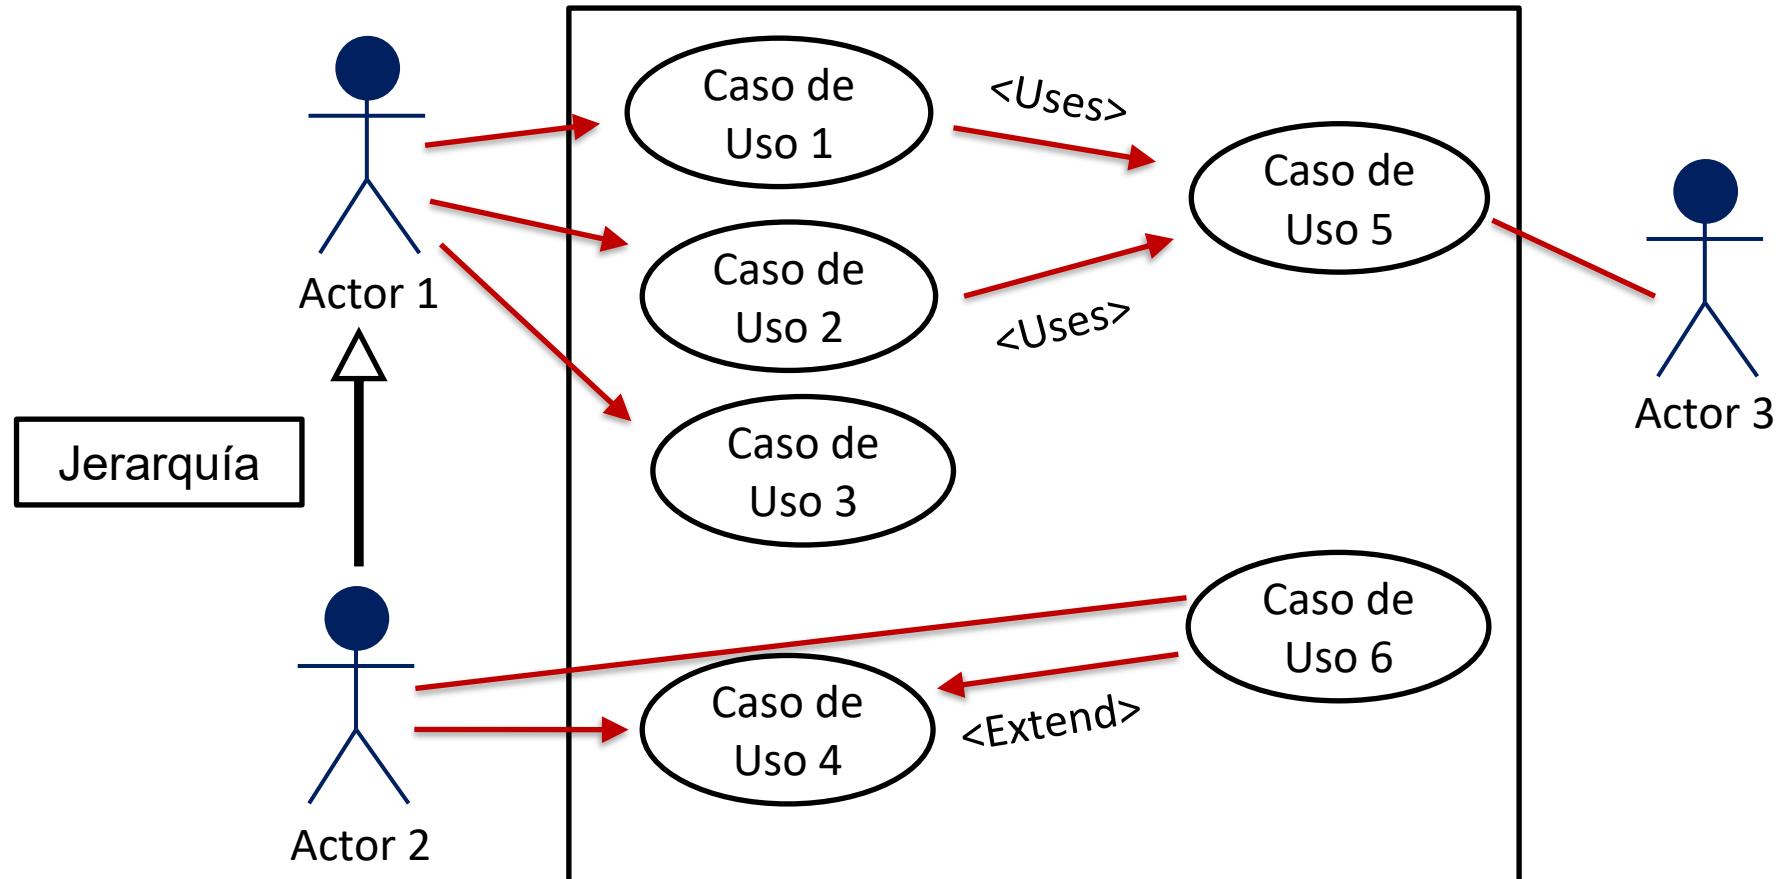 Caso de
Uso 1
<Uses>
Caso de
Uso 5
Actor 1
Caso de
Uso 2
<Uses>
Actor 3
Jerarquía
Caso de
Uso 3
Caso de
Uso 6
Caso de
Uso 4
<Extend>
Actor 2